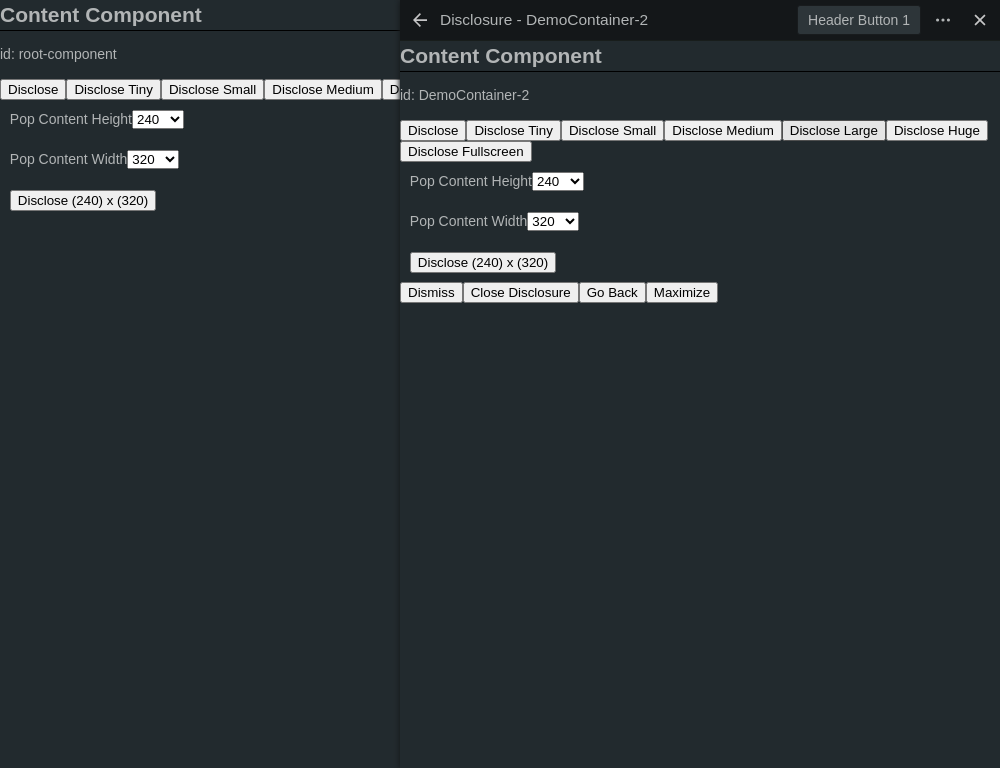 Content Component
id: root-component
Disclose Disclose Tiny Disclose Small Disclose Medium D
Pop Content Height 240
Pop Content Width 320
Disclose (240) x (320)
Disclosure - DemoContainer-2 Header Button 1
Content Component
id: DemoContainer-2
Disclose Disclose Tiny Disclose Small Disclose Medium Disclose Large Disclose Huge
Disclose Fullscreen
Pop Content Height 240
Pop Content Width 320
Disclose (240) x (320)
Dismiss Close Disclosure Go Back Maximize